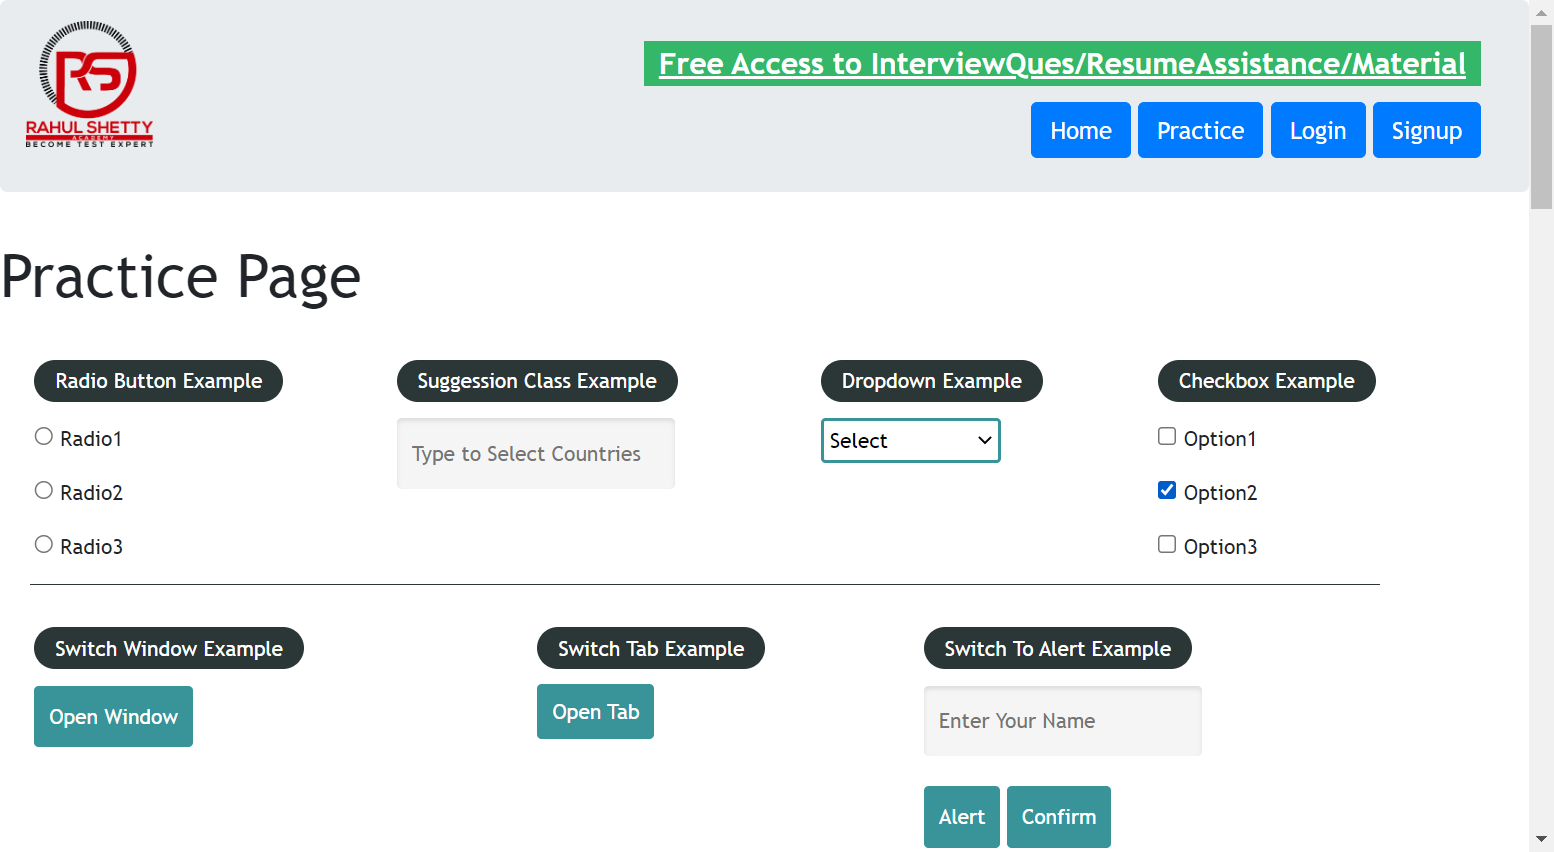 RS
RAHUL SHETTY
ACADEMY
BECOME TEST EXPERT
Free Access to InterviewQues/ResumeAssistance/Material
Home Practice Login Signup
Practice Page
Radio Button Example
Radio1
Radio2
Radio3
Suggession Class Example
Type to Select Countries
Dropdown Example
Select
Checkbox Example
Option1
Option2
Option3
Switch Window Example
Open Window
Switch Tab Example
Open Tab
Switch To Alert Example
Enter Your Name
Alert Confirm